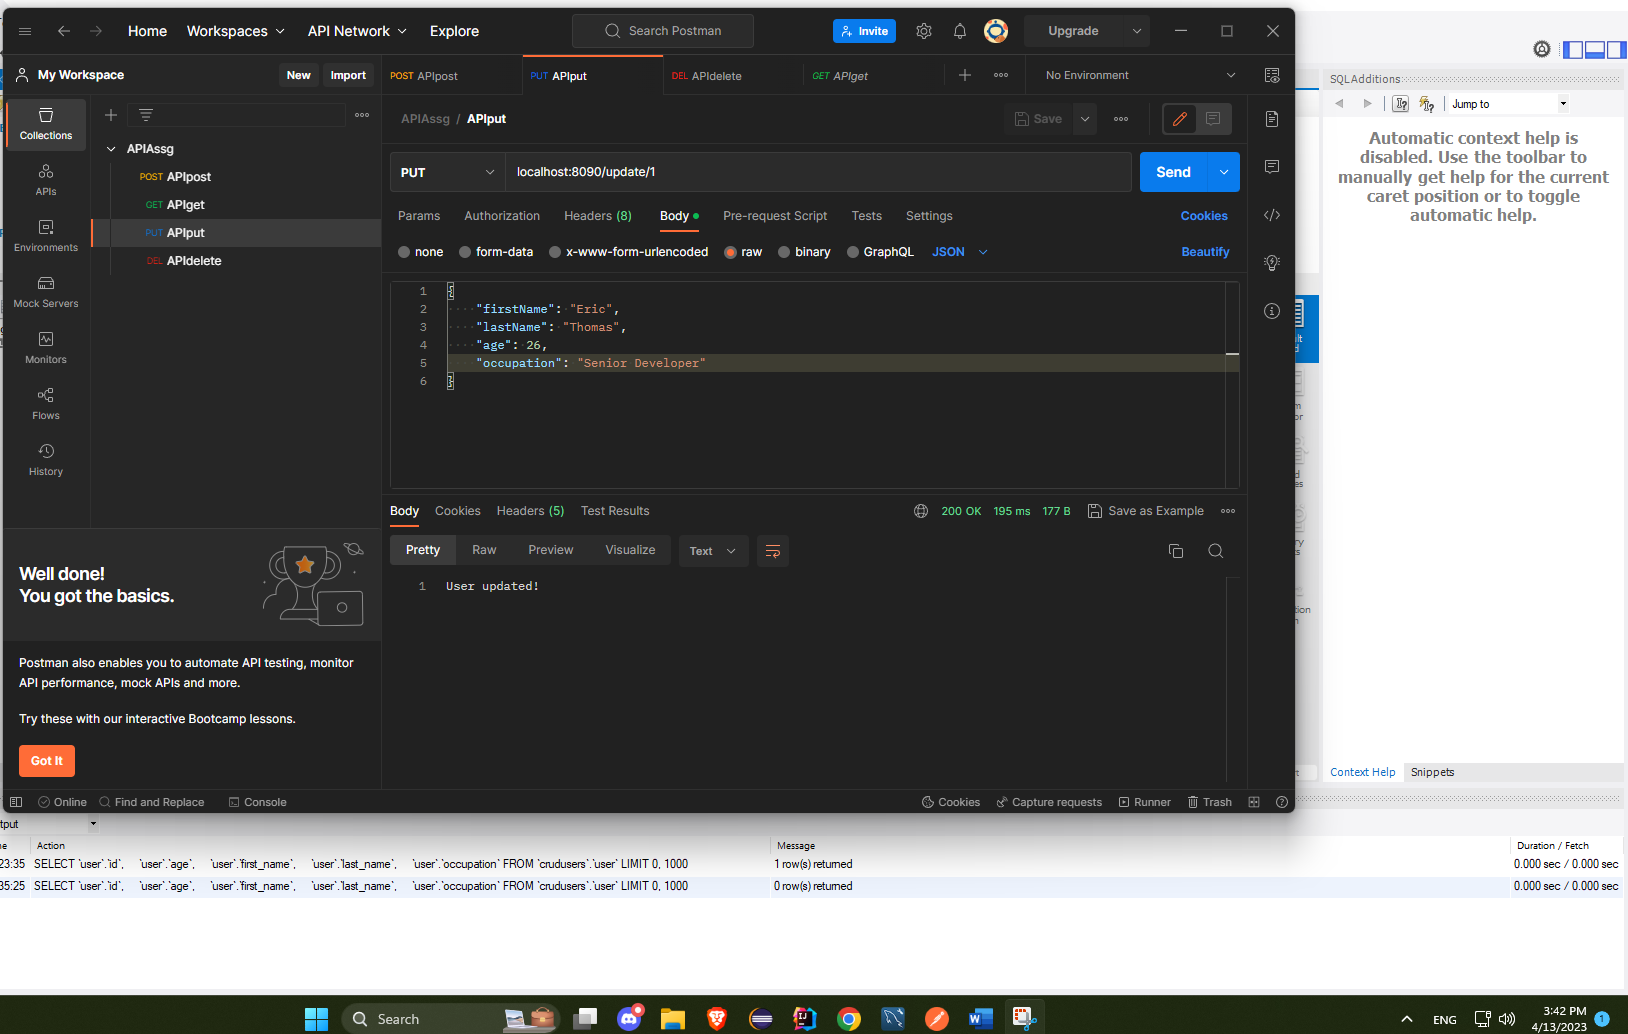 Home Workspaces API Network Explore Search Postman Invite Upgrade
My Workspace New Import POST APIpost PUT APIput DEL APIdelete GET APIget No Environment
Collections
APIs
Environments
Mock Servers
Monitors
Flows
History
APIAssg
POST APIpost
GET APIget
PUT APIput
DEL APIdelete
Well done!
You got the basics.
Postman also enables you to automate API testing, monitor
API performance, mock APIs and more.
Try these with our interactive Bootcamp lessons.
Got It
APIAssg / APIput Save
PUT localhost:8090/update/1 Send
Params Authorization Headers (8) Body Pre-request Script Tests Settings Cookies
none form-data x-www-form-urlencoded raw binary GraphQL JSON Beautify
1 {
2 "firstName": "Eric",
3 "lastName": "Thomas",
4 "age": 26,
5 "occupation": "Senior Developer"
6 }
Body Cookies Headers (5) Test Results 200 OK 195 ms 177 B Save as Example
Pretty Raw Preview Visualize Text
1 User updated!
Online Find and Replace Console Cookies Capture requests Runner Trash
SQLAdditions
Jump to
Automatic context help is
disabled. Use the toolbar to
manually get help for the current
caret position or to toggle
automatic help.
Context Help Snippets
Action Message Duration / Fetch
23:35 SELECT `user`.`id`, `user`.`age`, `user`.`first_name`, `user`.`last_name`, `user`.`occupation` FROM `crudusers`.`user` LIMIT 0, 1000 1 row(s) returned 0.000 sec / 0.000 sec
35:25 SELECT `user`.`id`, `user`.`age`, `user`.`first_name`, `user`.`last_name`, `user`.`occupation` FROM `crudusers`.`user` LIMIT 0, 1000 0 row(s) returned 0.000 sec / 0.000 sec
Search ENG 3:42 PM
4/13/2023 1